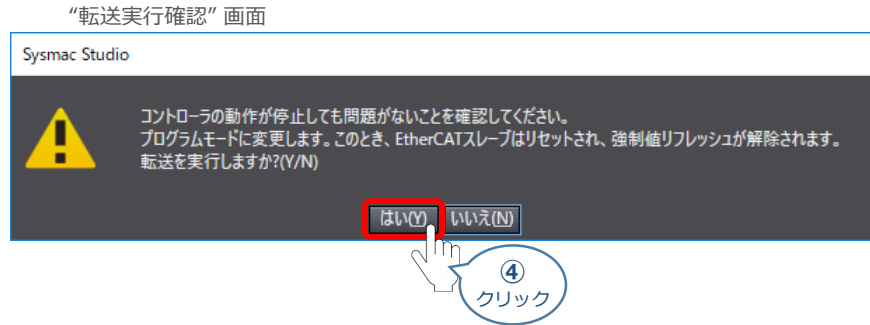 “転送実行確認” 画面
Sysmac Studio
コントローラの動作が停止しても問題がないことを確認してください。
プログラムモードに変更します。このとき、EtherCATスレーブはリセットされ、強制値リフレッシュが解除されます。
転送を実行しますか?(Y/N)
はい(Y) いいえ(N)
④
クリック